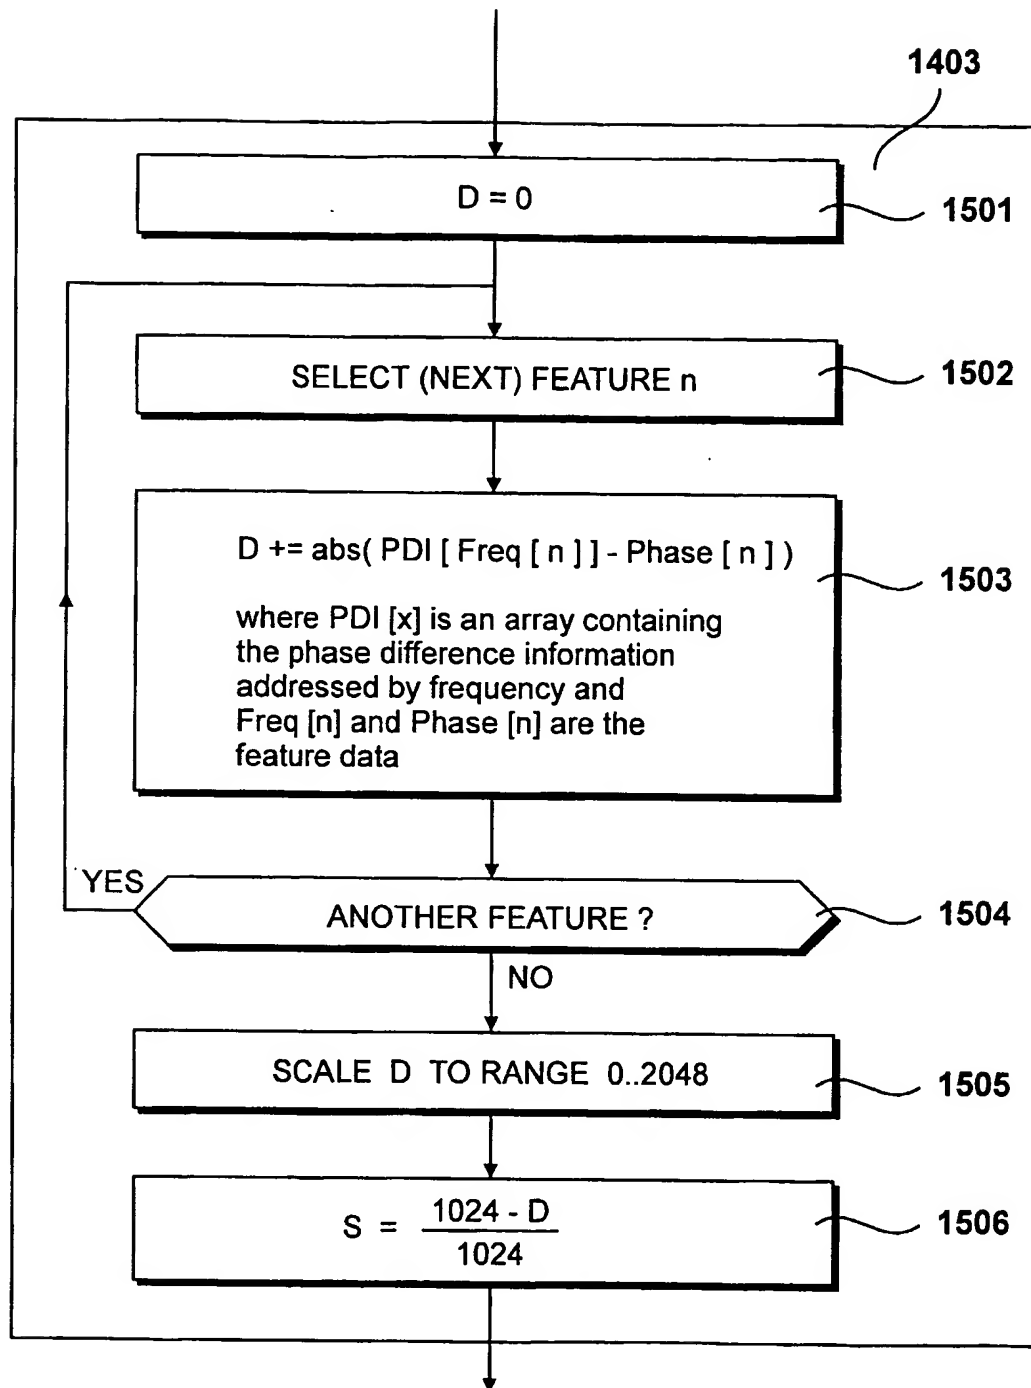 1403
D = 0
1501
SELECT (NEXT) FEATURE n
1502
D += abs( PDI [ Freq [ n ] ] - Phase [ n ] )
1503
where PDI [x] is an array containing
the phase difference information
addressed by frequency and
Freq [n] and Phase [n] are the
feature data
YES
ANOTHER FEATURE ?
1504
NO
SCALE D TO RANGE 0..2048
1505
S = 1024 - D
1024
1506